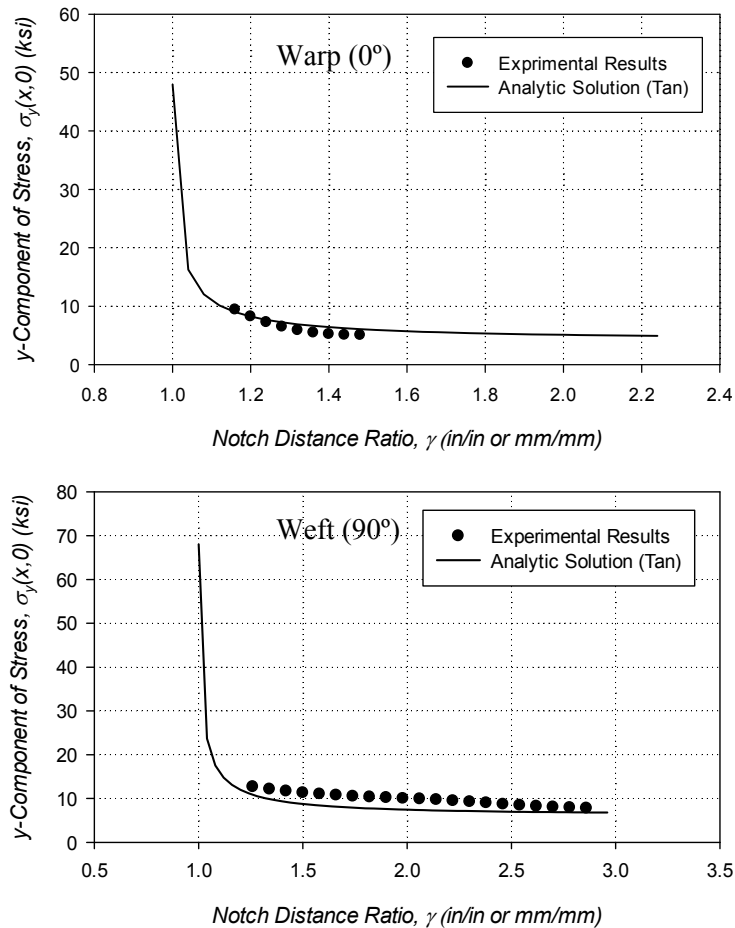 60
50
40
30
20
10
0
y-Component of Stress, σy(x,0) (ksi)
Warp (0º)
Exprimental Results
Analytic Solution (Tan)
0.8 1.0 1.2 1.4 1.6 1.8 2.0 2.2 2.4
Notch Distance Ratio, γ (in/in or mm/mm)
80
70
60
50
40
30
20
10
0
y-Component of Stress, σy(x,0) (ksi)
Weft (90º)
Experimental Results
Analytic Solution (Tan)
0.5 1.0 1.5 2.0 2.5 3.0 3.5
Notch Distance Ratio, γ (in/in or mm/mm)